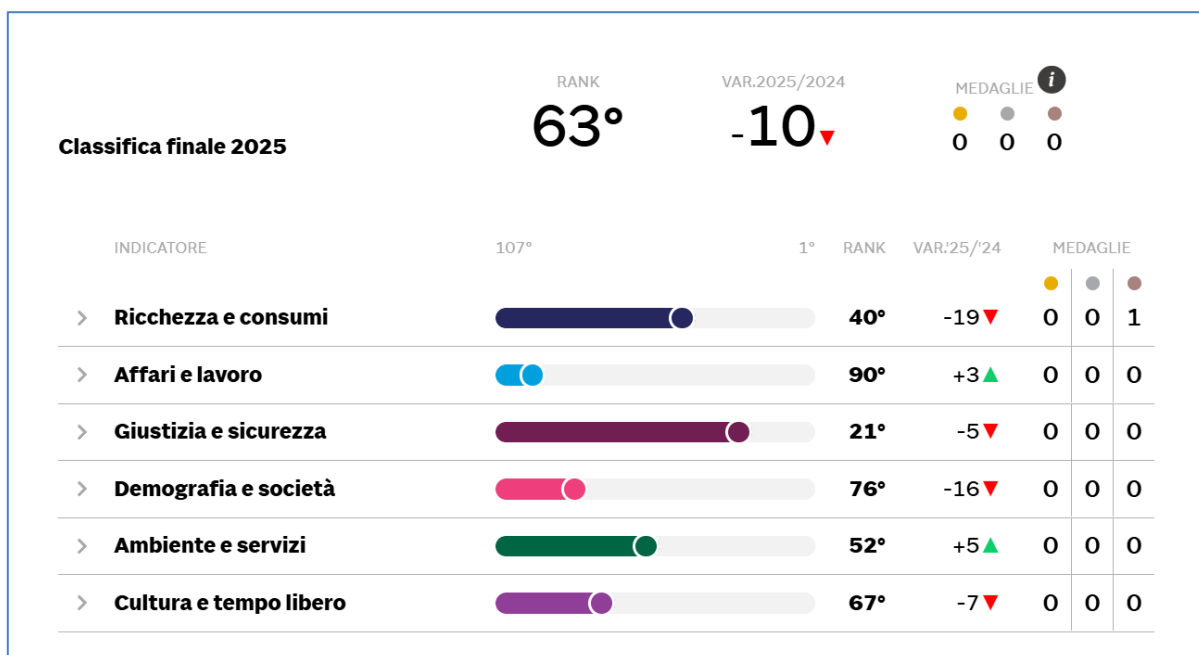 RANK VAR.2025/2024 MEDAGLIE i
Classifica finale 2025 63° -10 0 0 0
INDICATORE 107° 1° RANK VAR.'25/'24 MEDAGLIE
Ricchezza e consumi 40° -19 0 0 1
Affari e lavoro 90° +3 0 0 0
Giustizia e sicurezza 21° -5 0 0 0
Demografia e società 76° -16 0 0 0
Ambiente e servizi 52° +5 0 0 0
Cultura e tempo libero 67° -7 0 0 0